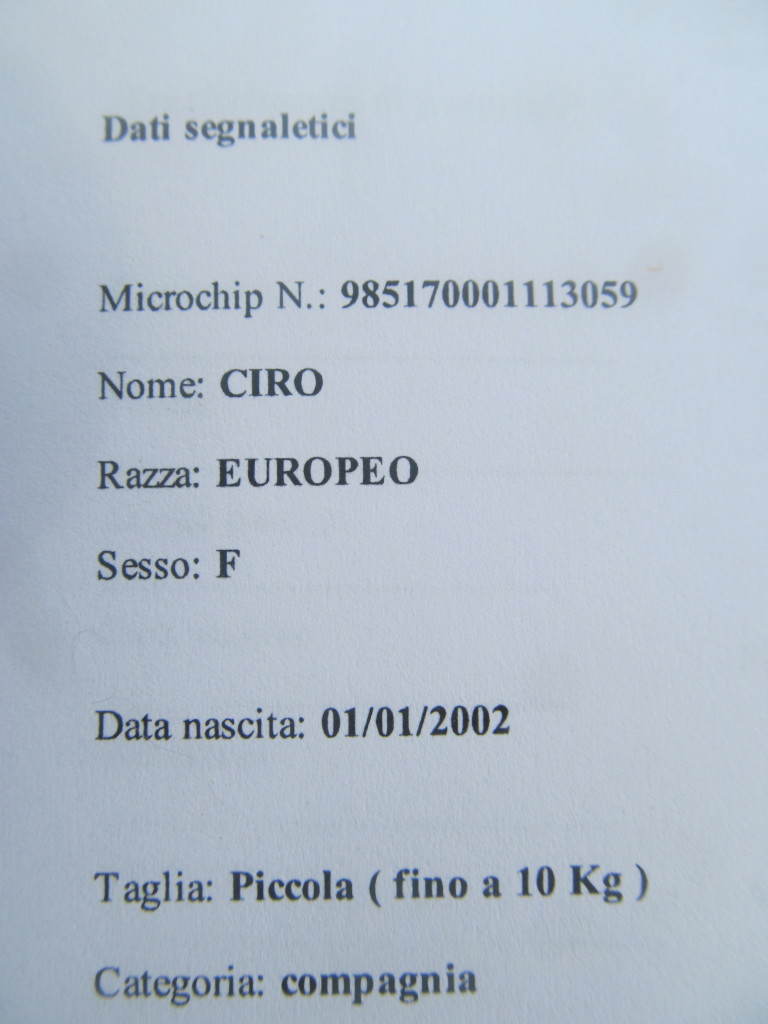 Dati segnaletici
Microchip N.: 985170001113059
Nome: CIRO
Razza: EUROPEO
Sesso: F
Data nascita: 01/01/2002
Taglia: Piccola ( fino a 10 Kg )
Categoria: compagnia